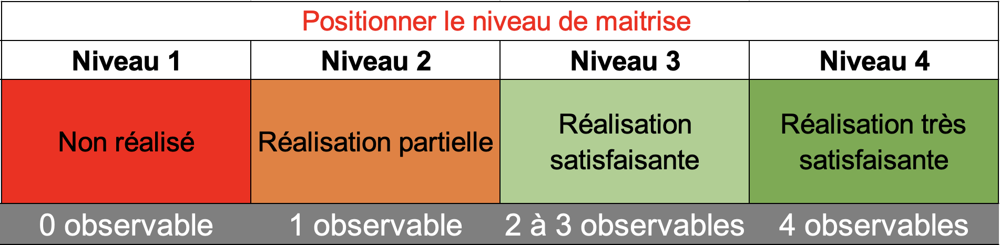 Positionner le niveau de maitrise
Niveau 1
Niveau 2
Niveau 3
Niveau 4
Non réalisé
Réalisation partielle
Réalisation
satisfaisante
Réalisation très
satisfaisante
0 observable
1 observable
2 à 3 observables
4 observables